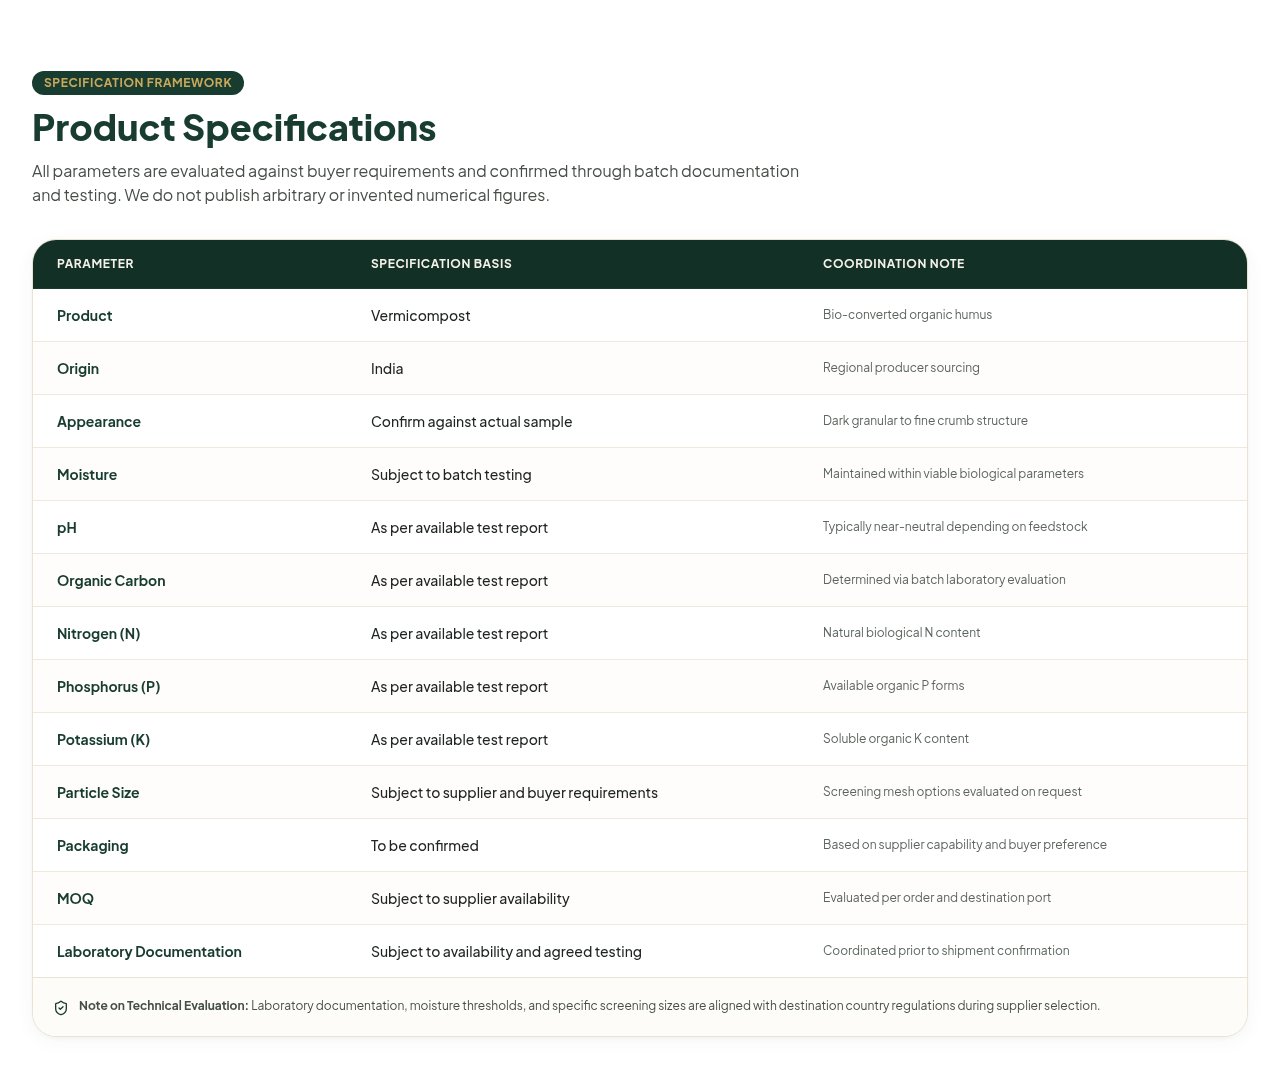 SPECIFICATION FRAMEWORK
Product Specifications
All parameters are evaluated against buyer requirements and confirmed through batch documentation
and testing. We do not publish arbitrary or invented numerical figures.
PARAMETER SPECIFICATION BASIS COORDINATION NOTE
Product Vermicompost Bio-converted organic humus
Origin India Regional producer sourcing
Appearance Confirm against actual sample Dark granular to fine crumb structure
Moisture Subject to batch testing Maintained within viable biological parameters
pH As per available test report Typically near-neutral depending on feedstock
Organic Carbon As per available test report Determined via batch laboratory evaluation
Nitrogen (N) As per available test report Natural biological N content
Phosphorus (P) As per available test report Available organic P forms
Potassium (K) As per available test report Soluble organic K content
Particle Size Subject to supplier and buyer requirements Screening mesh options evaluated on request
Packaging To be confirmed Based on supplier capability and buyer preference
MOQ Subject to supplier availability Evaluated per order and destination port
Laboratory Documentation Subject to availability and agreed testing Coordinated prior to shipment confirmation
Note on Technical Evaluation: Laboratory documentation, moisture thresholds, and specific screening sizes are aligned with destination country regulations during supplier selection.